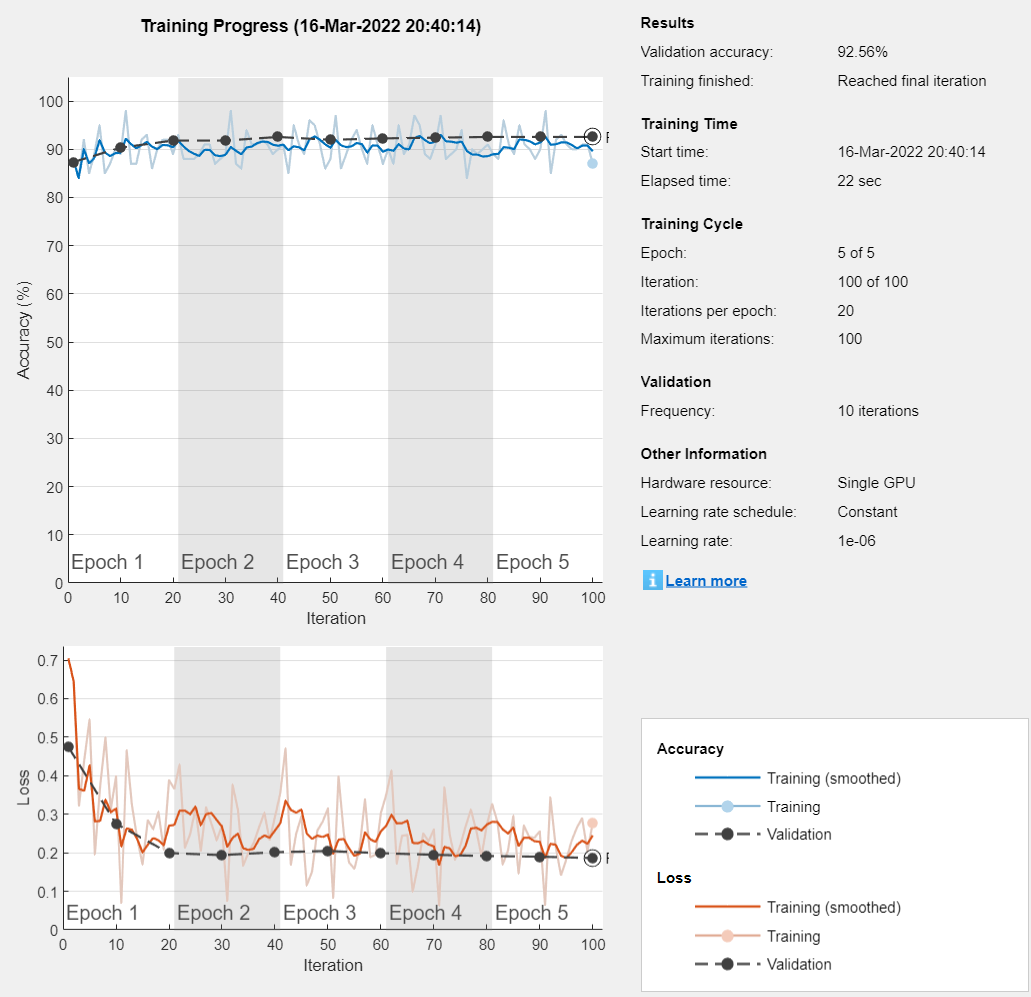 Training Progress (16-Mar-2022 20:40:14)
100
90
80
70
60
50
40
30
20
10
0
Accuracy (%)
Epoch 1 Epoch 2 Epoch 3 Epoch 4 Epoch 5
0 10 20 30 40 50 60 70 80 90 100
Iteration
0.7
0.6
0.5
0.4
0.3
0.2
0.1
0
Loss
Epoch 1 Epoch 2 Epoch 3 Epoch 4 Epoch 5
0 10 20 30 40 50 60 70 80 90 100
Iteration
Results
Validation accuracy: 92.56%
Training finished: Reached final iteration
Training Time
Start time: 16-Mar-2022 20:40:14
Elapsed time: 22 sec
Training Cycle
Epoch: 5 of 5
Iteration: 100 of 100
Iterations per epoch: 20
Maximum iterations: 100
Validation
Frequency: 10 iterations
Other Information
Hardware resource: Single GPU
Learning rate schedule: Constant
Learning rate: 1e-06
i Learn more
Accuracy
Training (smoothed)
Training
Validation
Loss
Training (smoothed)
Training
Validation